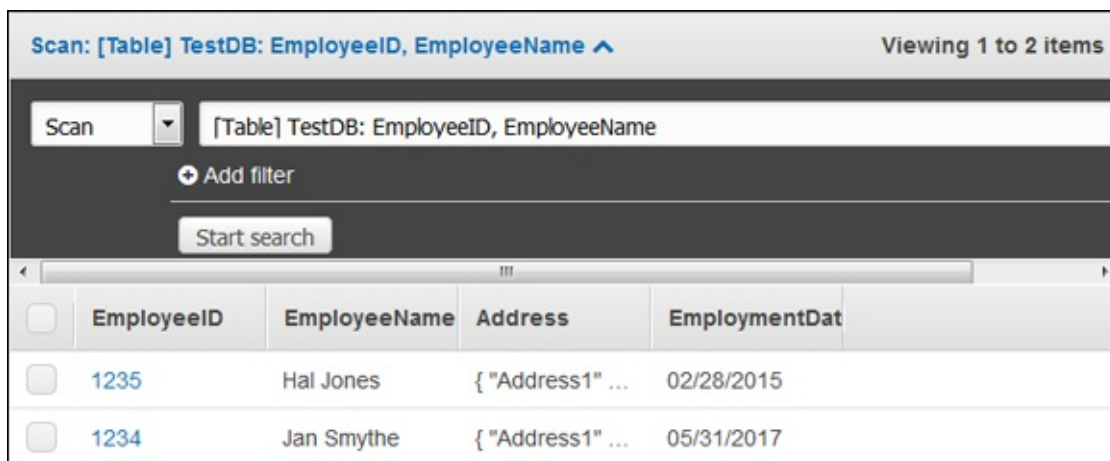 Scan: [Table] TestDB: EmployeeID, EmployeeName Viewing 1 to 2 items
Scan [Table] TestDB: EmployeeID, EmployeeName
Add filter
Start search
EmployeeID EmployeeName Address EmploymentDat
1235 Hal Jones { "Address1" ... 02/28/2015
1234 Jan Smythe { "Address1" ... 05/31/2017